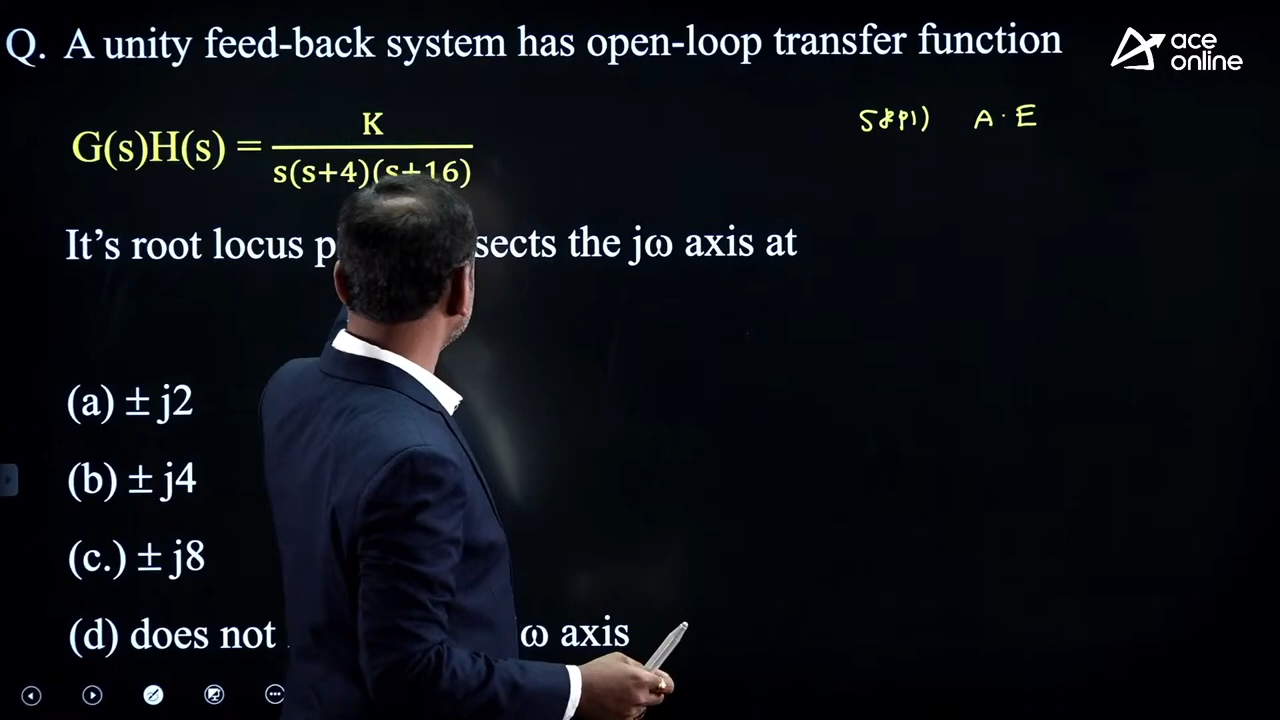 Q. A unity feed-back system has open-loop transfer function
ace
online
A·E
K
G(s)H(s) =
s(s+4)(s+16)
It's root locus p sects the jω axis at
(a) ± j2
(b) ± j4
(c.) ± j8
(d) does not ω axis